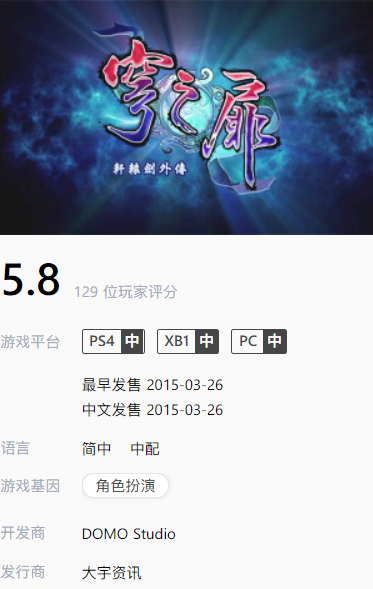 穹之扉
軒轅劍外傳
5.8 129 位玩家评分
游戏平台 PS4 中 XB1 中 PC 中
最早发售 2015-03-26
中文发售 2015-03-26
语言 简中 中配
游戏基因 角色扮演
开发商 DOMO Studio
发行商 大宇资讯